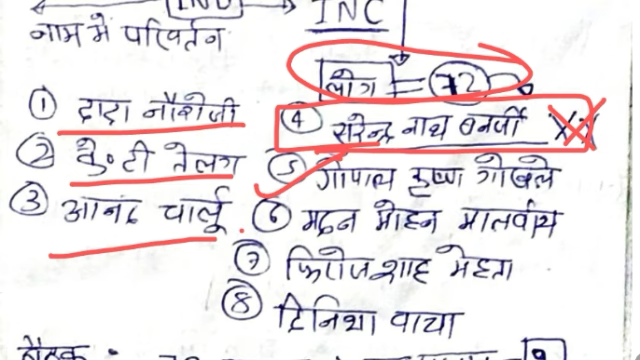 INC
नाम में परिवर्तन
लोग = 72
① दादा नौरोजी
② के॰टी तेलग
③ आनंद चार्लू
④ सुरेन्द्र नाथ बनर्जी XX
⑤ गोपाल कृष्ण गोखले
⑥ मदन मोहन मालवीय
⑦ फिरोजशाह मेहता
⑧ दिनशा वाचा
बैठक :